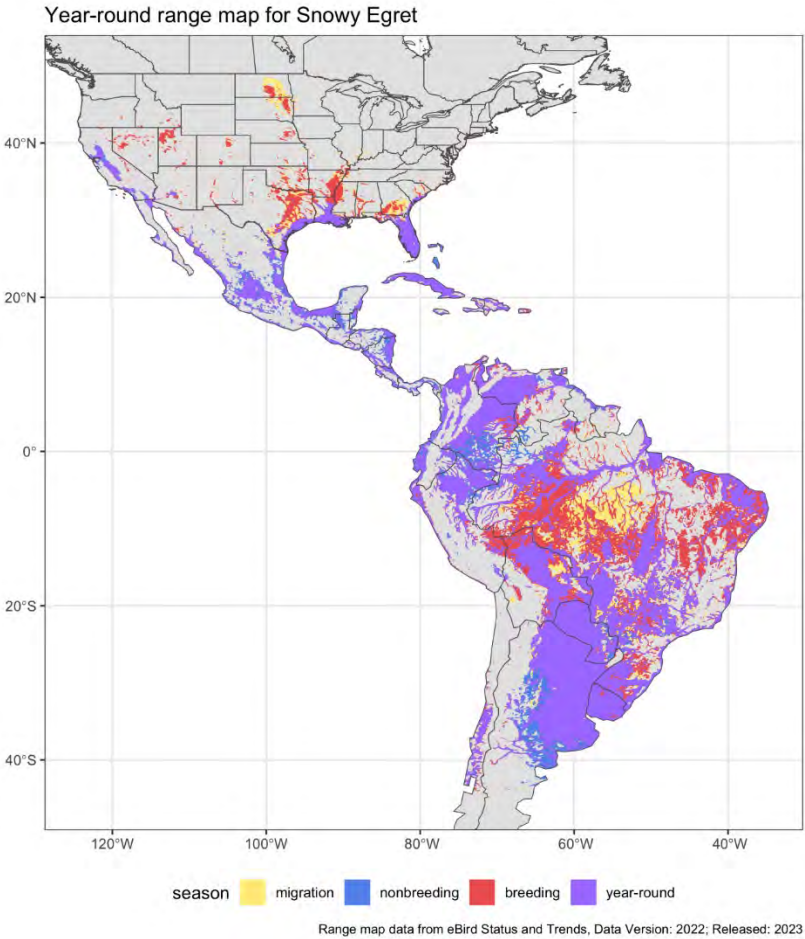 Year-round range map for Snowy Egret
40°N
20°N
0°
20°S
40°S
120°W 100°W 80°W 60°W 40°W
season migration nonbreeding breeding year-round
Range map data from eBird Status and Trends, Data Version: 2022; Released: 2023